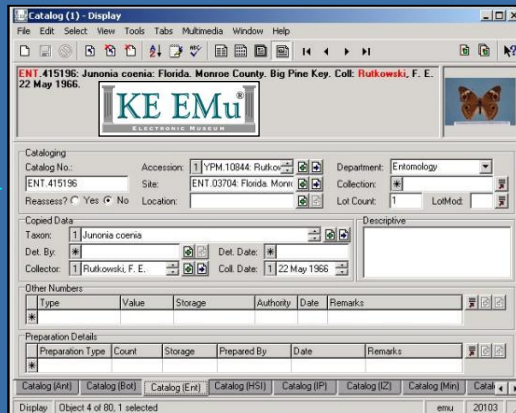 Catalog (1) - Display
File Edit Select View Tools Tabs Multimedia Window Help
ENT.415196: Junonia coenia: Florida. Monroe County. Big Pine Key. Coll: Rutkowski, F. E.
22 May 1966.
KE EMu®
ELECTRONIC MUSEUM
Cataloging
Catalog No.: Accession: 1 YPM.10844: Rutkov Department: Entomology
ENT.415196 Site: ENT.03704: Florida. Monro Collection: *
Reassess? Yes No Location: Lot Count: 1 LotMod:
Copied Data Descriptive
Taxon: 1 Junonia coenia
Det. By: * Det. Date: *
Collector: 1 Rutkowski, F. E. Coll. Date: 1 22 May 1966
Other Numbers
Type Value Storage Authority Date Remarks
*
Preparation Details
Preparation Type Count Storage Prepared By Date Remarks
*
Catalog (Ant) Catalog (Bot) Catalog (Ent) Catalog (HSI) Catalog (IP) Catalog (IZ) Catalog (Min) Catal
Display Object 4 of 80, 1 selected emu 20103